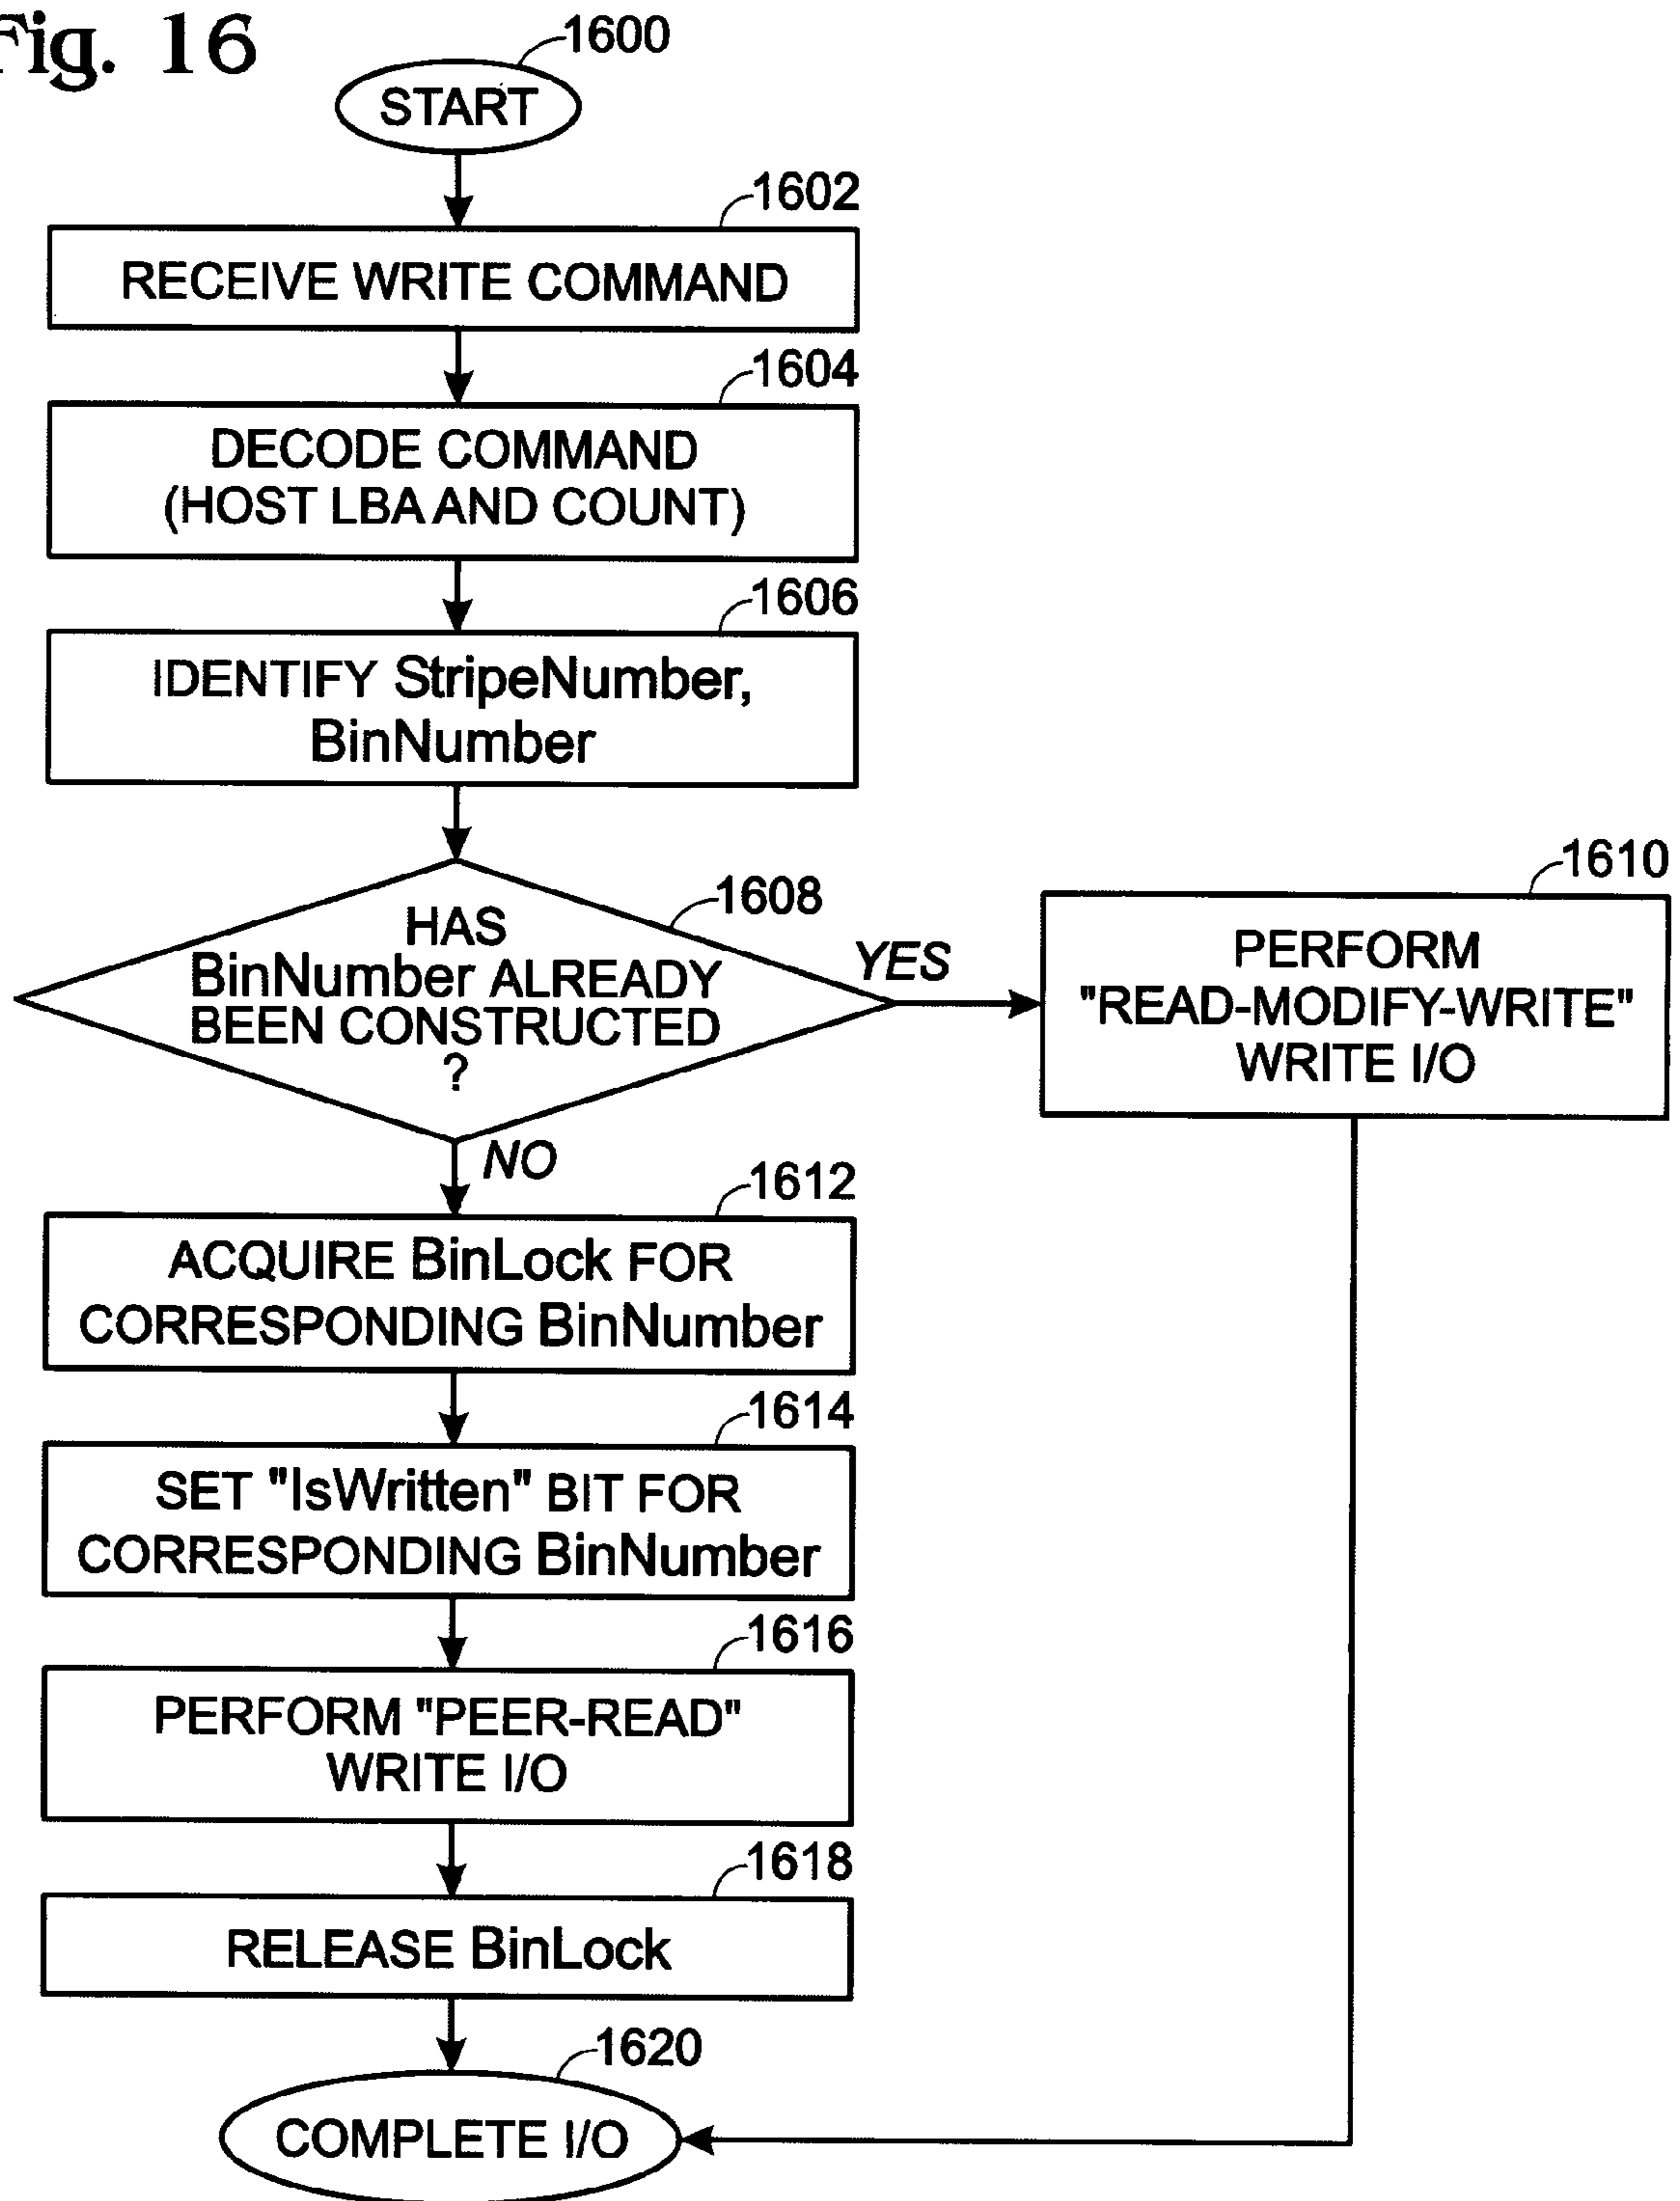 Fig. 16
1600
START
1602
RECEIVE WRITE COMMAND
1604
DECODE COMMAND
(HOST LBA AND COUNT)
1606
IDENTIFY StripeNumber,
BinNumber
1608
HAS
BinNumber ALREADY
BEEN CONSTRUCTED
?
YES
1610
PERFORM
"READ-MODIFY-WRITE"
WRITE I/O
NO
1612
ACQUIRE BinLock FOR
CORRESPONDING BinNumber
1614
SET "IsWritten" BIT FOR
CORRESPONDING BinNumber
1616
PERFORM "PEER-READ"
WRITE I/O
1618
RELEASE BinLock
1620
COMPLETE I/O